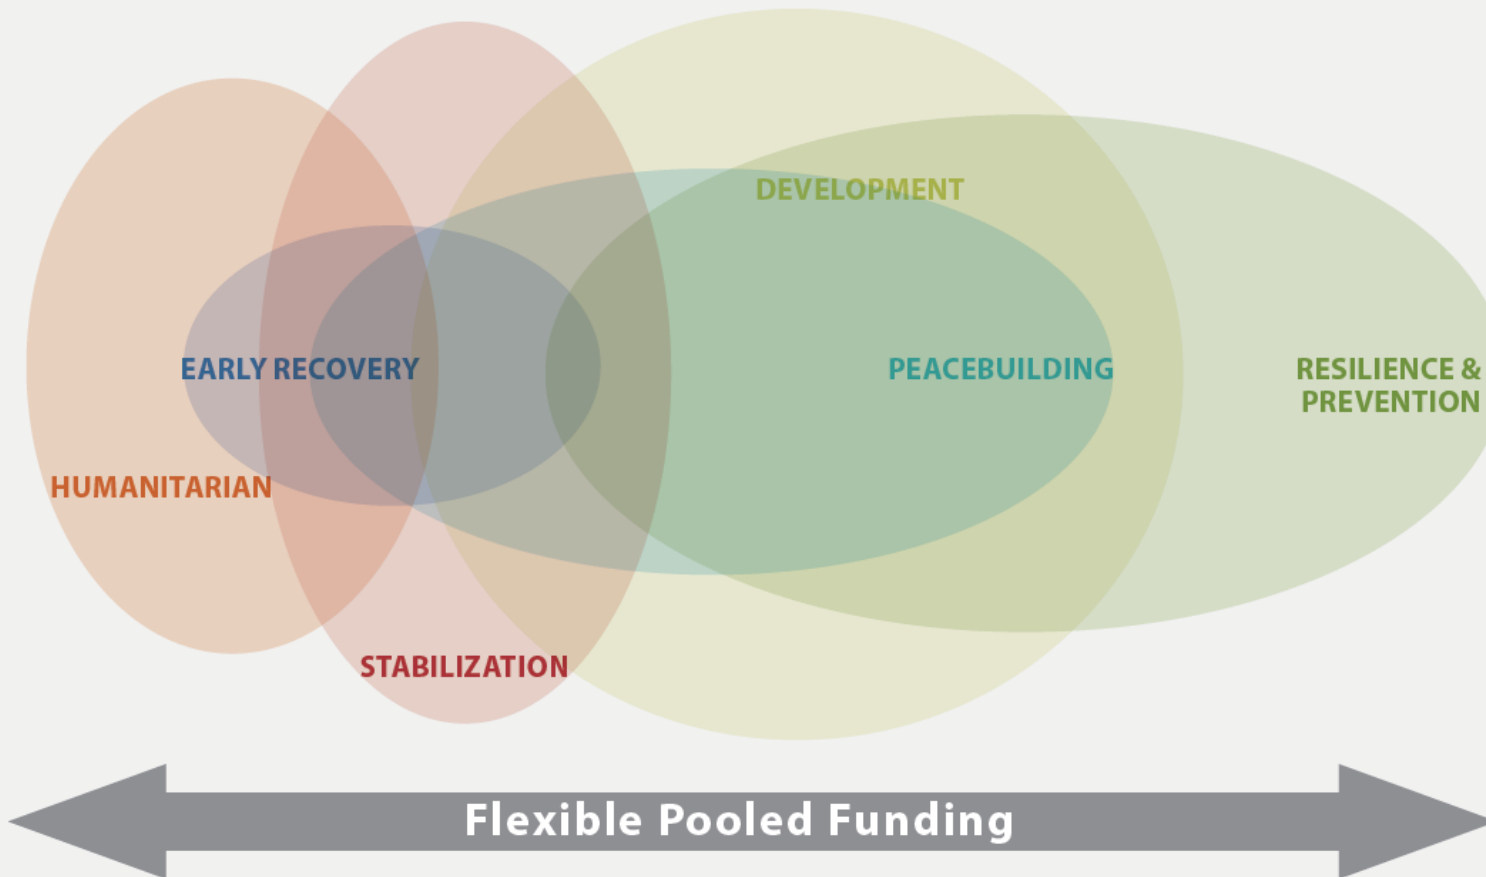 DEVELOPMENT
EARLY RECOVERY
PEACEBUILDING
RESILIENCE &
PREVENTION
HUMANITARIAN
STABILIZATION
Flexible Pooled Funding